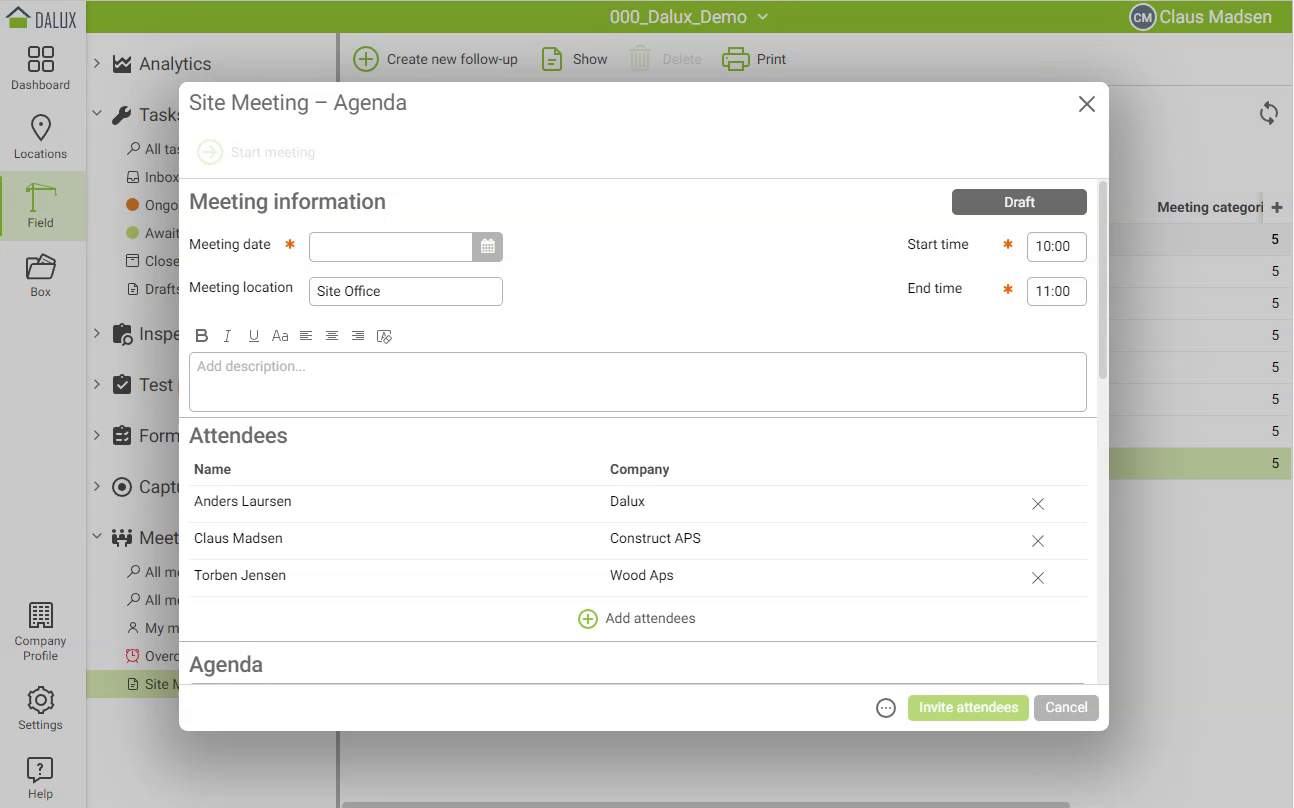 DALUX
000_Dalux_Demo
CM Claus Madsen
Dashboard
Locations
Field
Box
Company
Profile
Settings
Help
Analytics
Tasks
All tas
Inbox
Ongo
Await
Close
Drafts
Inspe
Test
Form
Captu
Meet
All me
All me
My m
Overd
Site M
Create new follow-up
Show
Delete
Print
Meeting categori
5
5
5
5
5
5
5
5
Site Meeting – Agenda
Start meeting
Meeting information
Draft
Meeting date *
Start time * 10:00
Meeting location Site Office
End time * 11:00
B I U Aa
Add description...
Attendees
Name Company
Anders Laursen Dalux
Claus Madsen Construct APS
Torben Jensen Wood Aps
Add attendees
Agenda
Invite attendees
Cancel